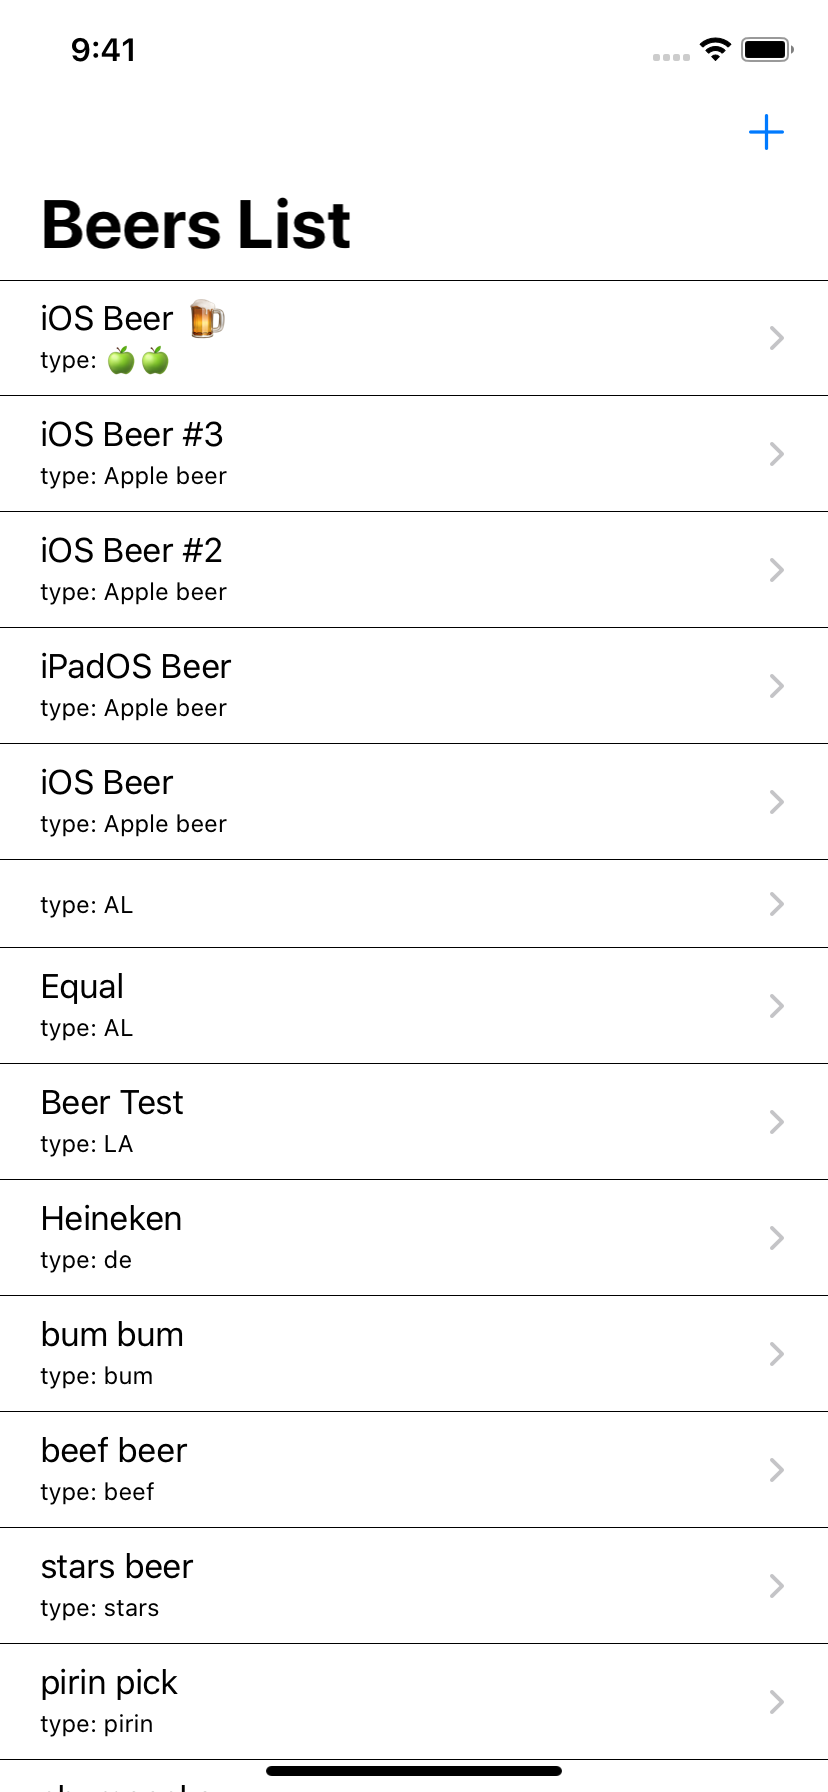 9:41
Beers List
iOS Beer 🍺
type: 🍏🍏
iOS Beer #3
type: Apple beer
iOS Beer #2
type: Apple beer
iPadOS Beer
type: Apple beer
iOS Beer
type: Apple beer
type: AL
Equal
type: AL
Beer Test
type: LA
Heineken
type: de
bum bum
type: bum
beef beer
type: beef
stars beer
type: stars
pirin pick
type: pirin